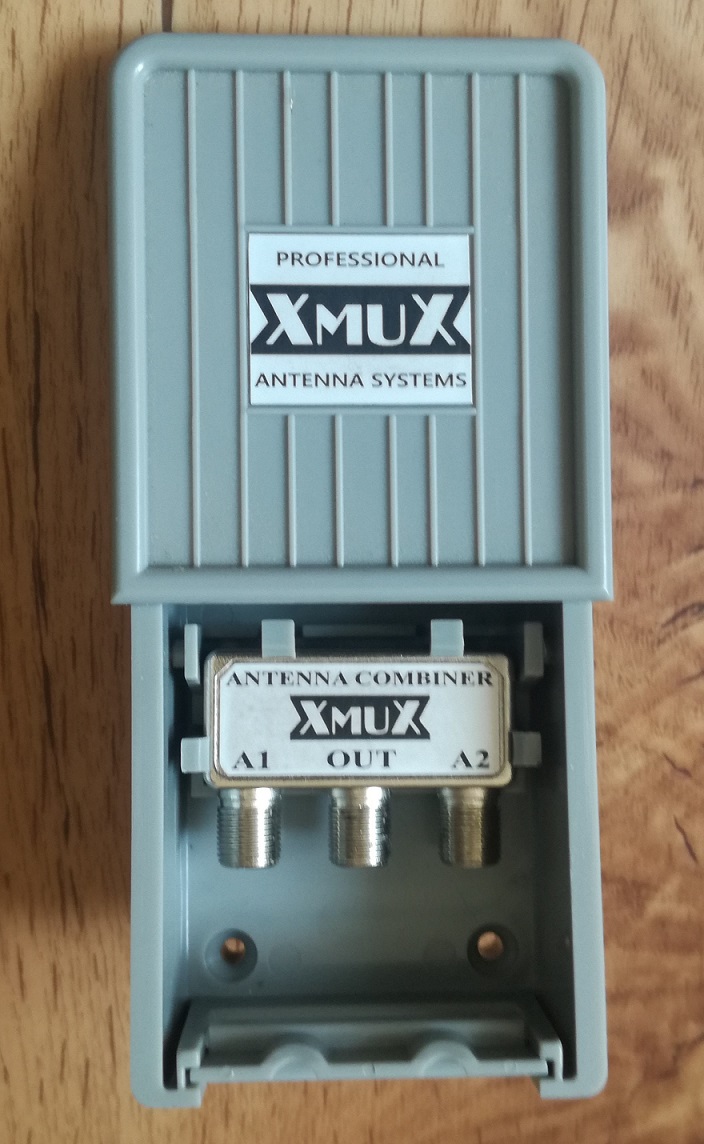 PROFESSIONAL
XMUX
ANTENNA SYSTEMS
ANTENNA COMBINER
XMUX
A1 OUT A2